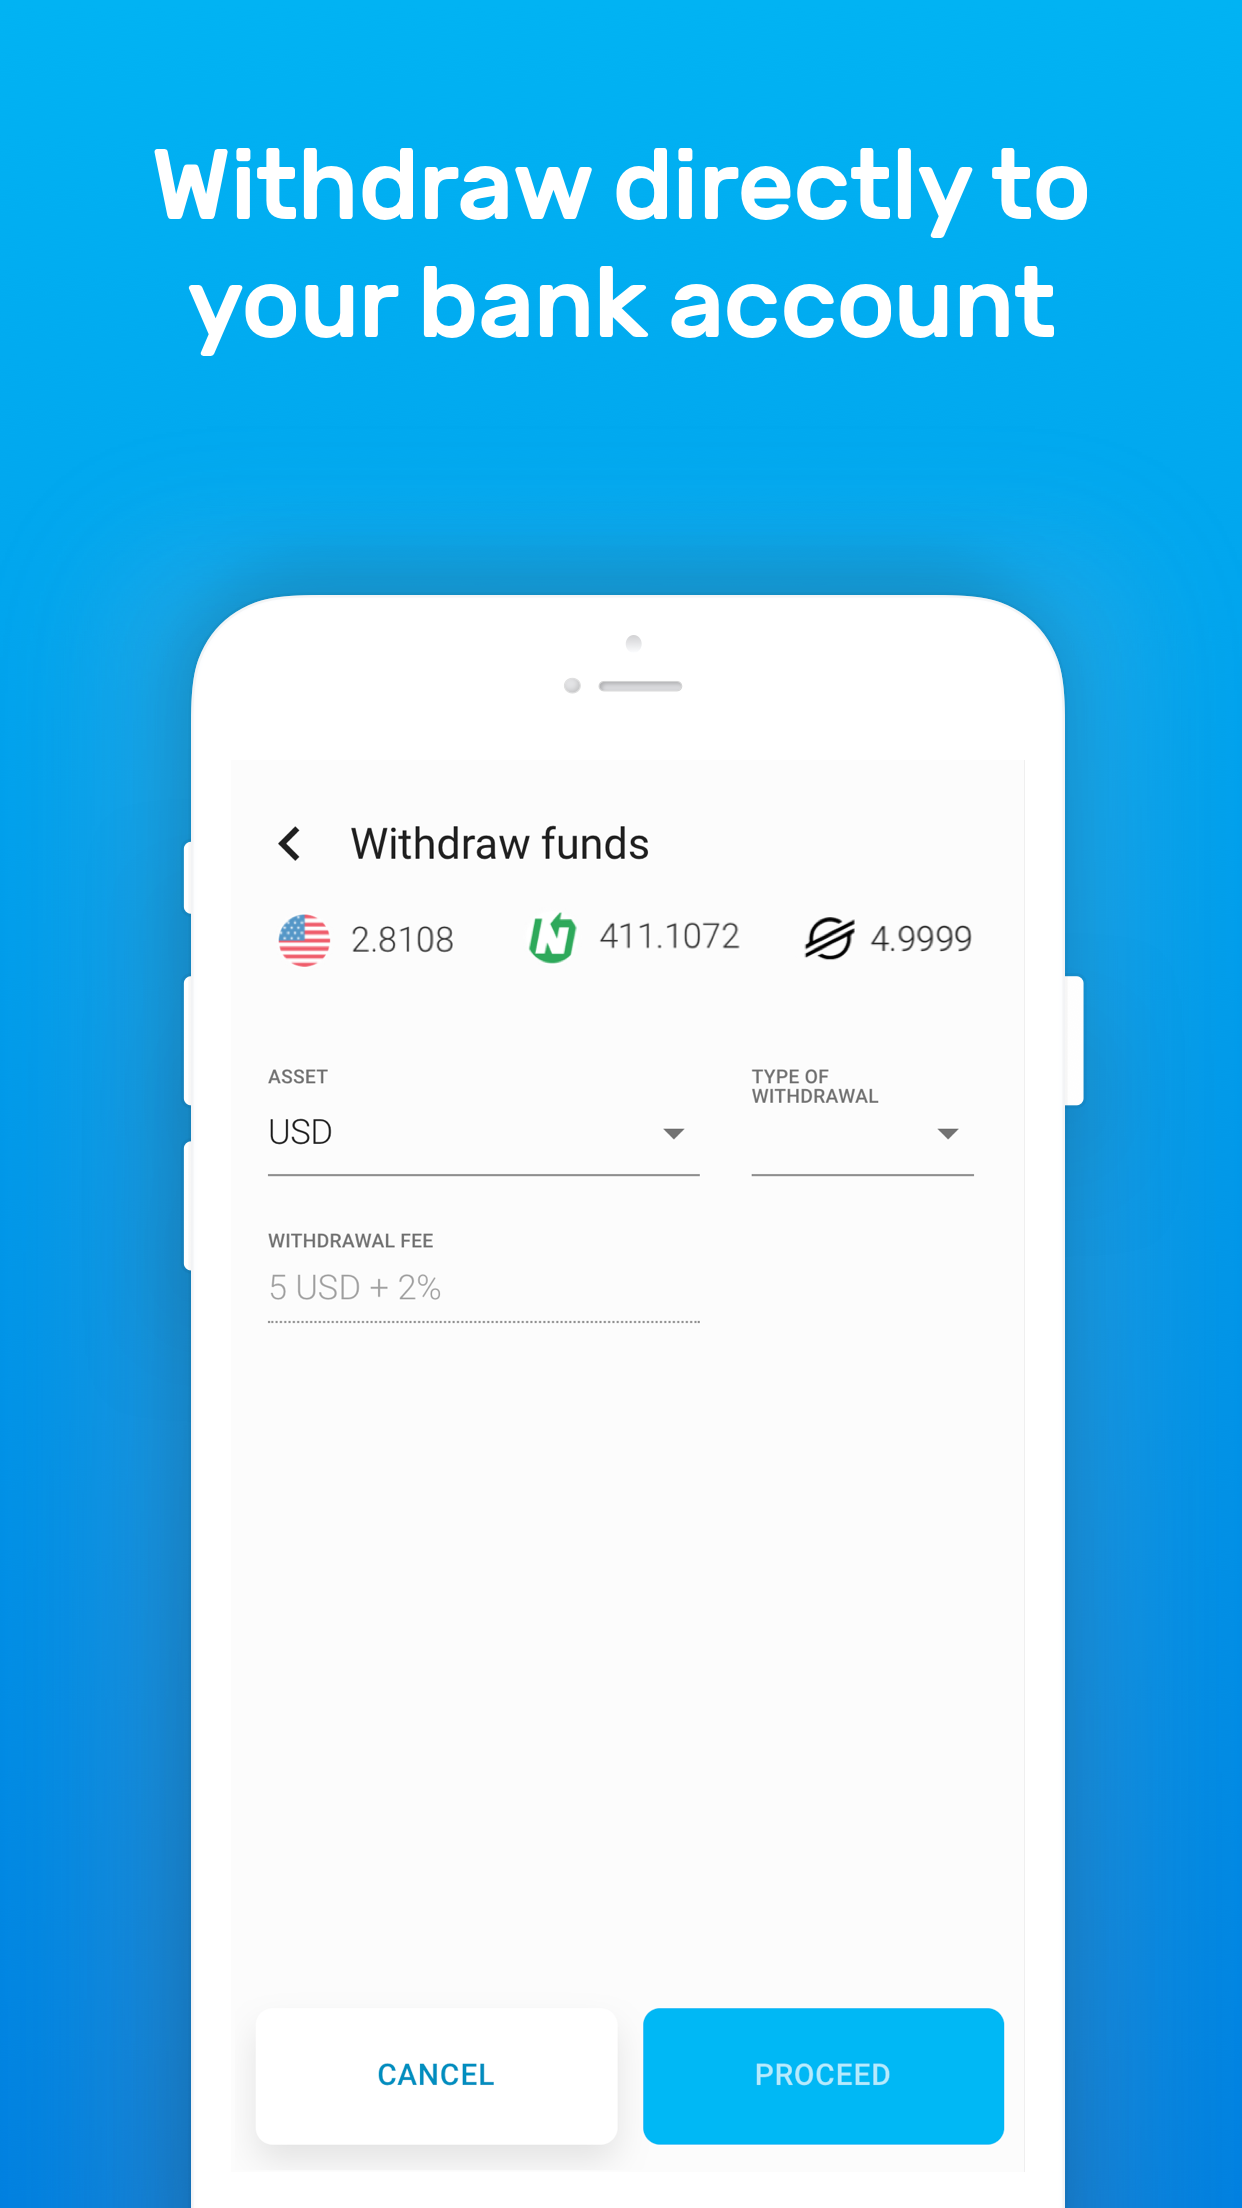 Withdraw directly to
your bank account
Withdraw funds
2.8108 411.1072 4.9999
ASSET
USD
TYPE OF
WITHDRAWAL
WITHDRAWAL FEE
5 USD + 2%
CANCEL PROCEED